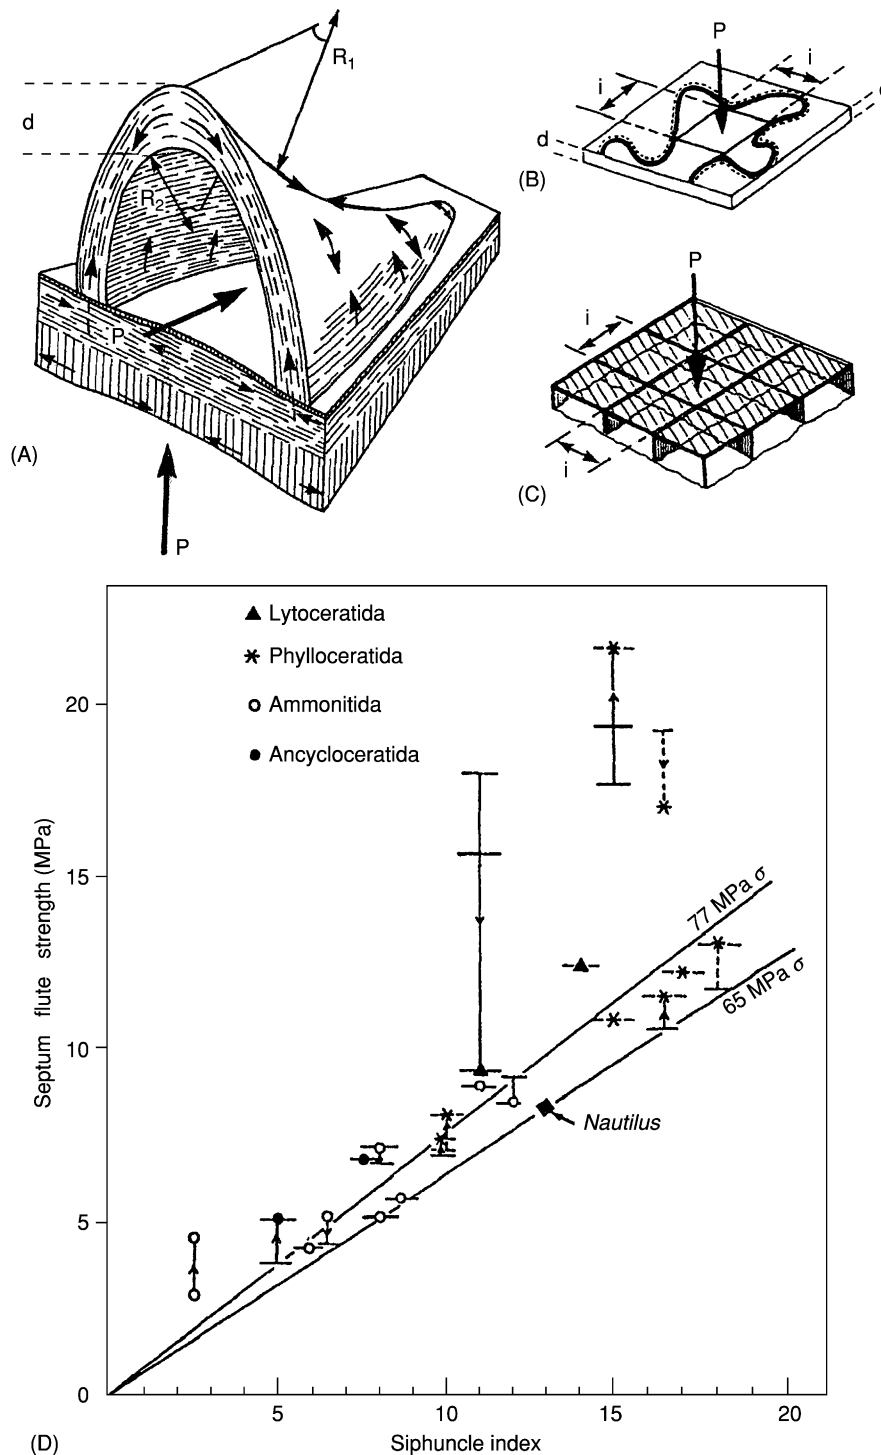 R1
d
R2
P
(A)
P
P
i
i
d
(B)
P
i
i
(C)
Lytoceratida
Phylloceratida
Ammonitida
Ancycloceratida
20
15
10
5
0
Septum flute strength (MPa)
77 MPa σ
65 MPa σ
Nautilus
5
10
15
20
Siphuncle index
(D)